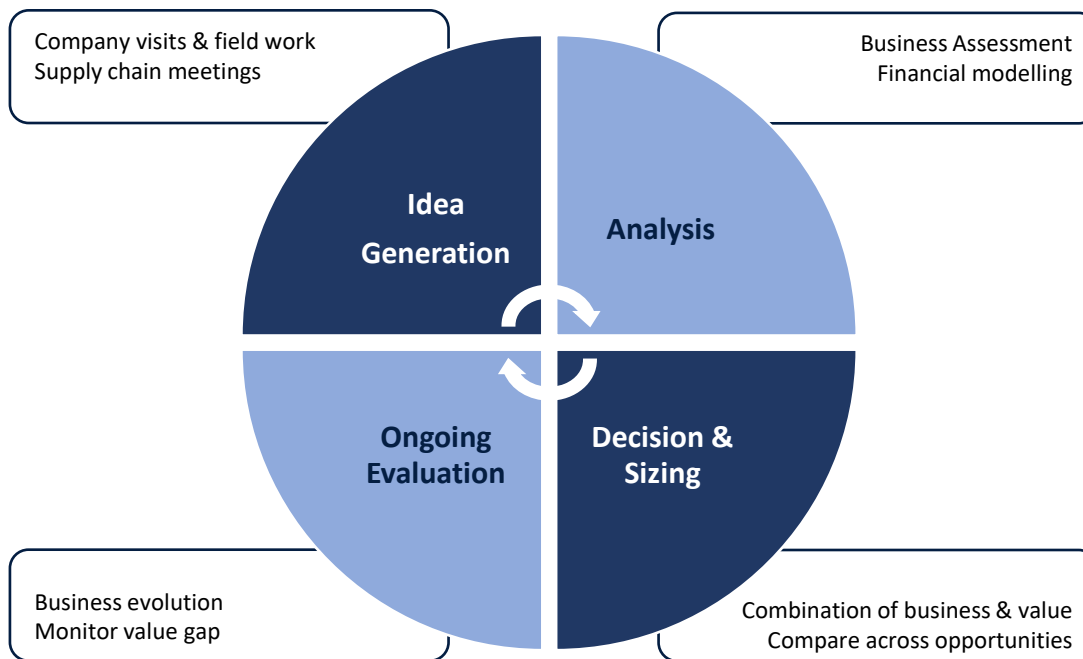 Company visits & field work
Supply chain meetings
Business Assessment
Financial modelling
Idea
Generation
Analysis
Ongoing
Evaluation
Decision &
Sizing
Business evolution
Monitor value gap
Combination of business & value
Compare across opportunities